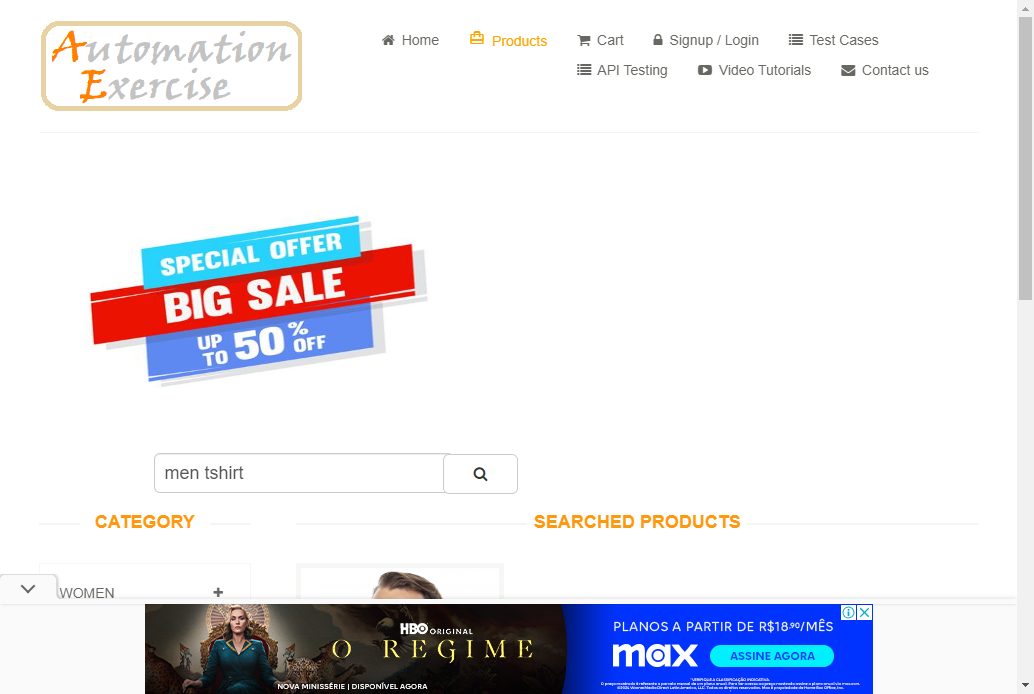 Automation
Exercise
Home
Products
Cart
Signup / Login
Test Cases
API Testing
Video Tutorials
Contact us
SPECIAL OFFER
BIG SALE
UP TO 50% OFF
men tshirt
CATEGORY
SEARCHED PRODUCTS
WOMEN
HBO ORIGINAL
O REGIME
NOVA MINISSÉRIE | DISPONÍVEL AGORA
PLANOS A PARTIR DE R$18,90/MÊS
max
ASSINE AGORA